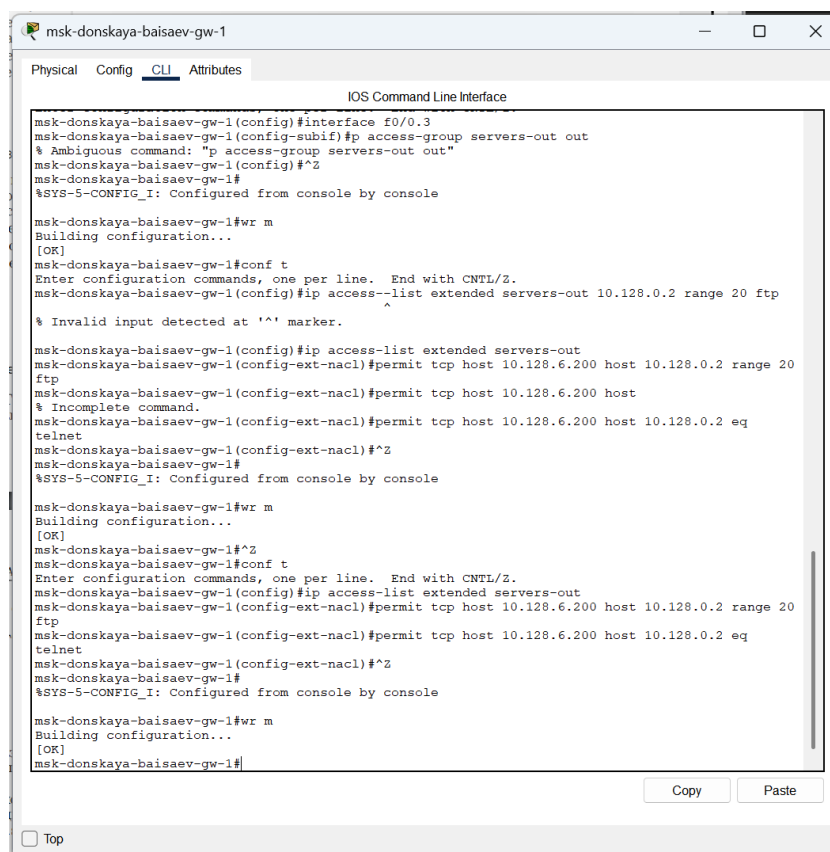 msk-donskaya-baisaev-gw-1
Physical Config CLI Attributes
IOS Command Line Interface
msk-donskaya-baisaev-gw-1(config)#interface f0/0.3
msk-donskaya-baisaev-gw-1(config-subif)#p access-group servers-out out
% Ambiguous command: "p access-group servers-out out"
msk-donskaya-baisaev-gw-1(config)#^Z
msk-donskaya-baisaev-gw-1#
%SYS-5-CONFIG_I: Configured from console by console
msk-donskaya-baisaev-gw-1#wr m
Building configuration...
[OK]
msk-donskaya-baisaev-gw-1#conf t
Enter configuration commands, one per line.  End with CNTL/Z.
msk-donskaya-baisaev-gw-1(config)#ip access--list extended servers-out 10.128.0.2 range 20 ftp
^
% Invalid input detected at '^' marker.
msk-donskaya-baisaev-gw-1(config)#ip access-list extended servers-out
msk-donskaya-baisaev-gw-1(config-ext-nacl)#permit tcp host 10.128.6.200 host 10.128.0.2 range 20
ftp
msk-donskaya-baisaev-gw-1(config-ext-nacl)#permit tcp host 10.128.6.200 host
% Incomplete command.
msk-donskaya-baisaev-gw-1(config-ext-nacl)#permit tcp host 10.128.6.200 host 10.128.0.2 eq
telnet
msk-donskaya-baisaev-gw-1(config-ext-nacl)#^Z
msk-donskaya-baisaev-gw-1#
%SYS-5-CONFIG_I: Configured from console by console
msk-donskaya-baisaev-gw-1#wr m
Building configuration...
[OK]
msk-donskaya-baisaev-gw-1#^Z
msk-donskaya-baisaev-gw-1#conf t
Enter configuration commands, one per line.  End with CNTL/Z.
msk-donskaya-baisaev-gw-1(config)#ip access-list extended servers-out
msk-donskaya-baisaev-gw-1(config-ext-nacl)#permit tcp host 10.128.6.200 host 10.128.0.2 range 20
ftp
msk-donskaya-baisaev-gw-1(config-ext-nacl)#permit tcp host 10.128.6.200 host 10.128.0.2 eq
telnet
msk-donskaya-baisaev-gw-1(config-ext-nacl)#^Z
msk-donskaya-baisaev-gw-1#
%SYS-5-CONFIG_I: Configured from console by console
msk-donskaya-baisaev-gw-1#wr m
Building configuration...
[OK]
msk-donskaya-baisaev-gw-1#
Copy Paste
Top